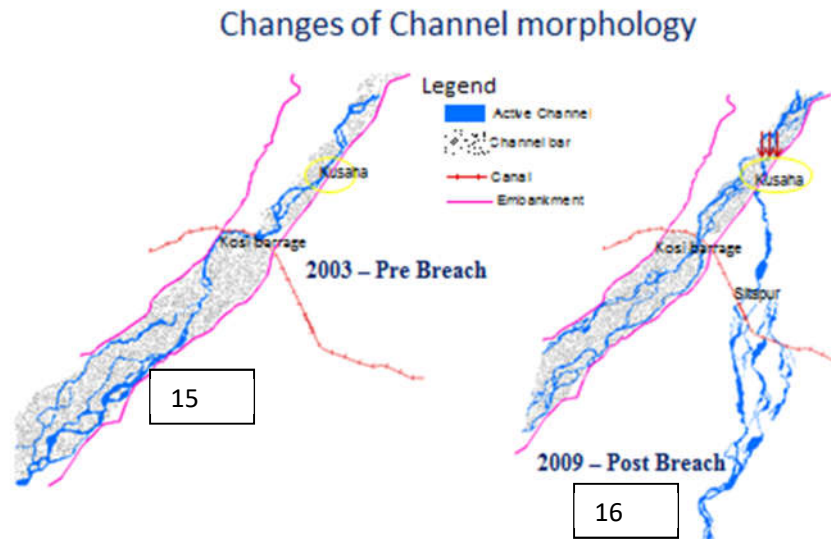 Changes of Channel morphology
Legend
Active Channel
Channel bar
Canal
Embankment
Kusaha
Kosi barrage
2003 – Pre Breach
15
Kusaha
Kosi barrage
Sitapur
2009 – Post Breach
16